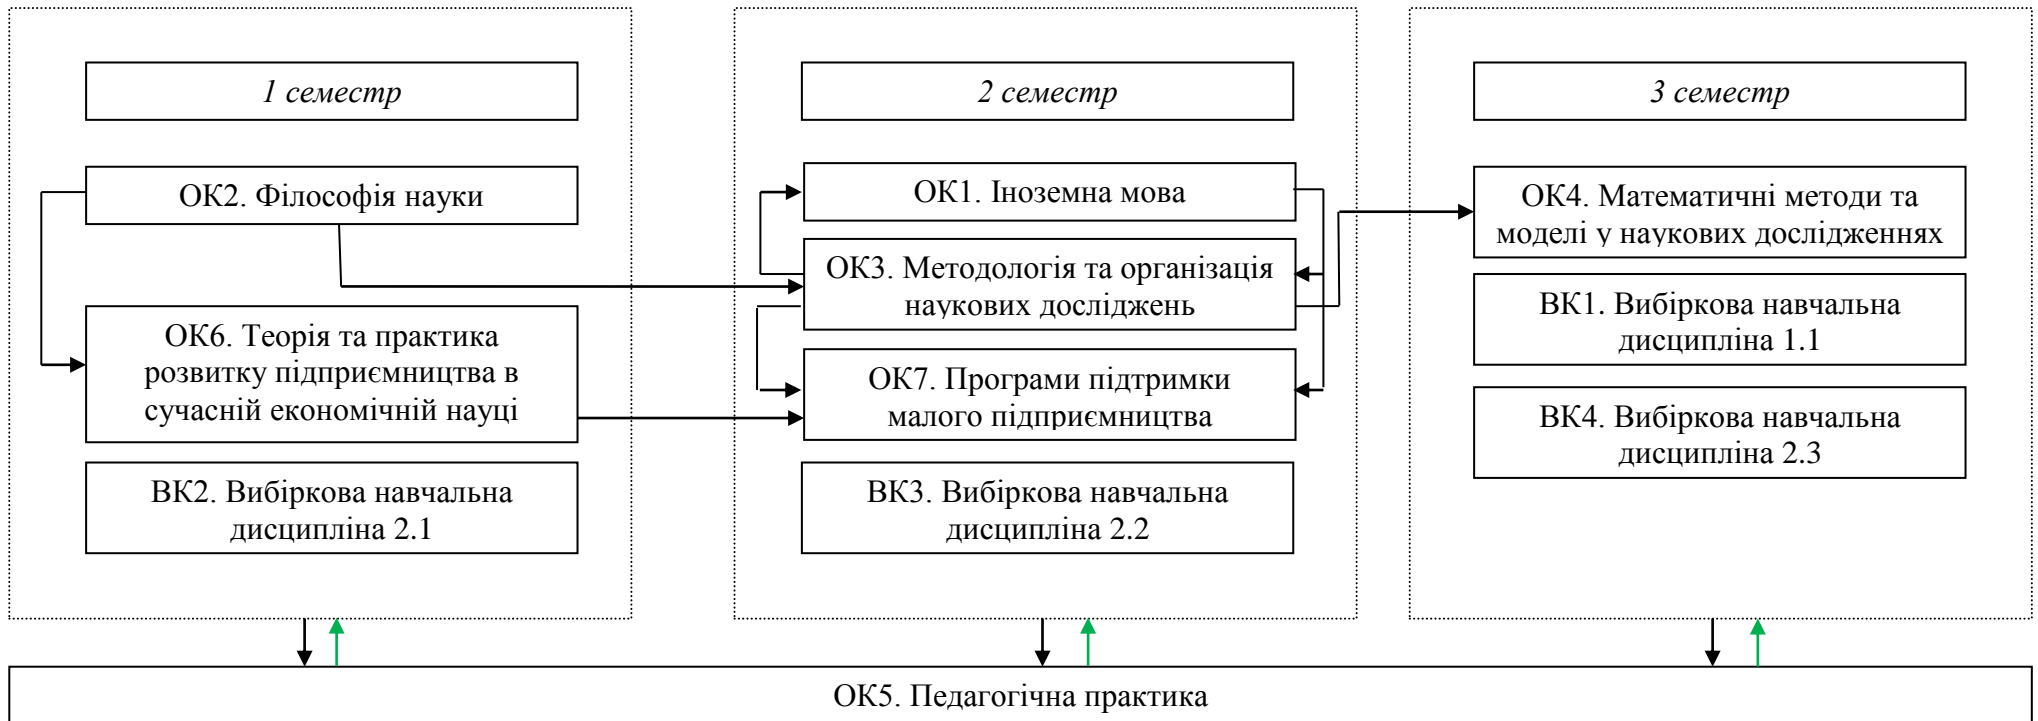 1 семестр
ОК2. Філософія науки
ОК6. Теорія та практика
розвитку підприємництва в
сучасній економічній науці
ВК2. Вибіркова навчальна
дисципліна 2.1
2 семестр
ОК1. Іноземна мова
ОК3. Методологія та організація
наукових досліджень
ОК7. Програми підтримки
малого підприємництва
ВК3. Вибіркова навчальна
дисципліна 2.2
3 семестр
ОК4. Математичні методи та
моделі у наукових дослідженнях
ВК1. Вибіркова навчальна
дисципліна 1.1
ВК4. Вибіркова навчальна
дисципліна 2.3
ОК5. Педагогічна практика